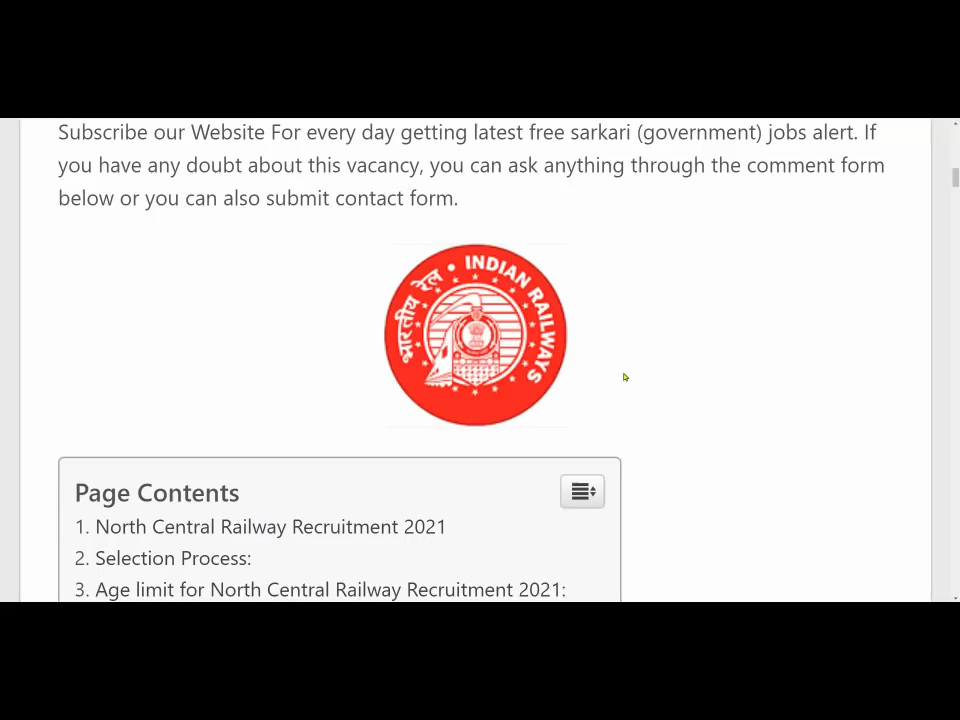 Subscribe our Website For every day getting latest free sarkari (government) jobs alert. If
you have any doubt about this vacancy, you can ask anything through the comment form
below or you can also submit contact form.
भारतीय रेल • INDIAN RAILWAYS
Page Contents
1. North Central Railway Recruitment 2021
2. Selection Process:
3. Age limit for North Central Railway Recruitment 2021: